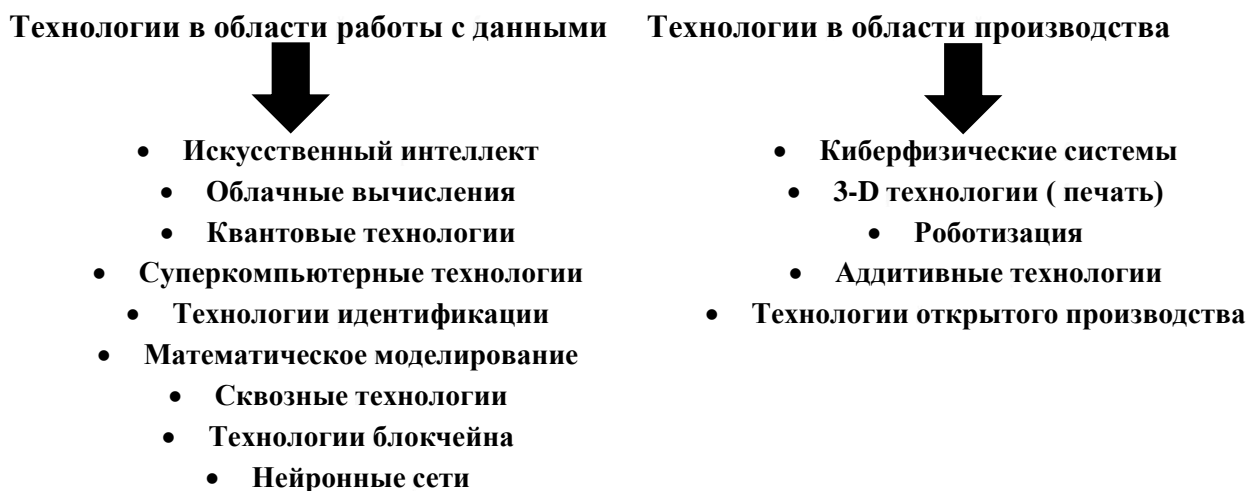 Технологии в области работы с данными
• Искусственный интеллект
• Облачные вычисления
• Квантовые технологии
• Суперкомпьютерные технологии
• Технологии идентификации
• Математическое моделирование
• Сквозные технологии
• Технологии блокчейна
• Нейронные сети
Технологии в области производства
• Киберфизические системы
• 3-D технологии ( печать)
• Роботизация
• Аддитивные технологии
• Технологии открытого производства